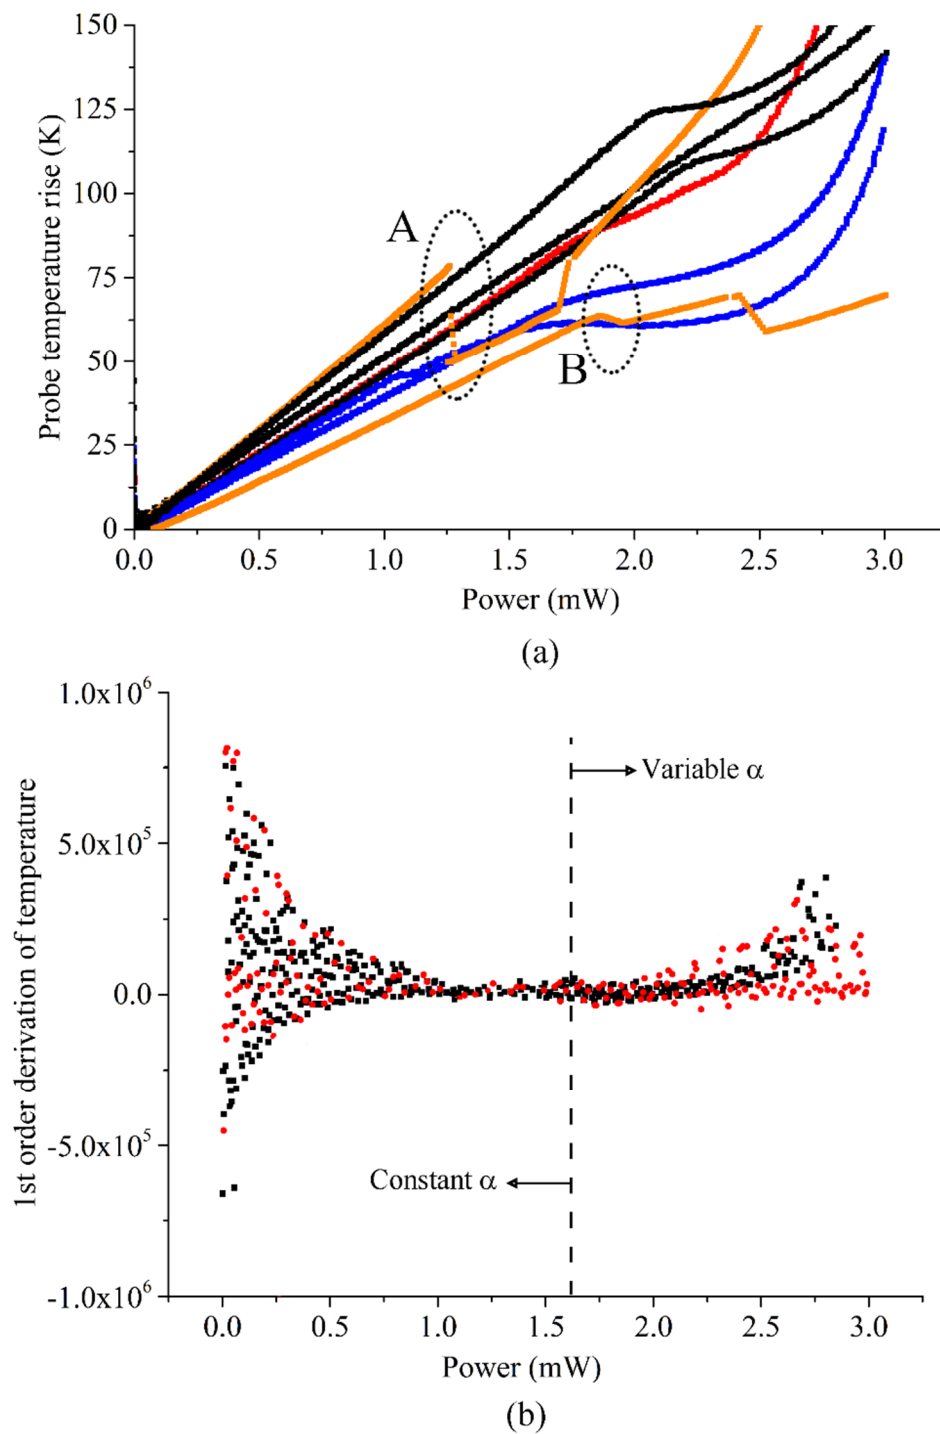 150
125
100
75
50
25
0
Probe temperature rise (K)
A
B
0.0 0.5 1.0 1.5 2.0 2.5 3.0
Power (mW)
(a)
1.0x10⁶
5.0x10⁵
0.0
-5.0x10⁵
-1.0x10⁶
1st order derivation of temperature
Variable α
Constant α
0.0 0.5 1.0 1.5 2.0 2.5 3.0
Power (mW)
(b)